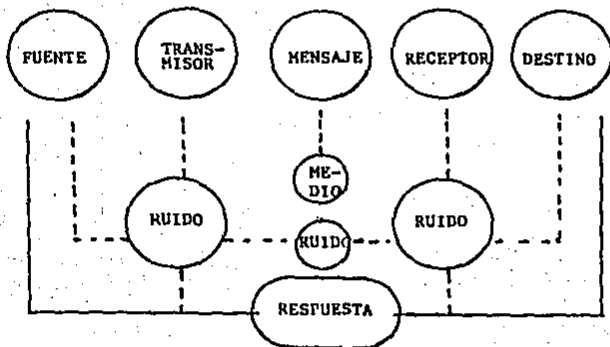 FUENTE
TRANS-
MISOR
MENSAJE
RECEPTOR
DESTINO
ME-
DIO
RUIDO
RUIDO
RUIDO
RESPUESTA